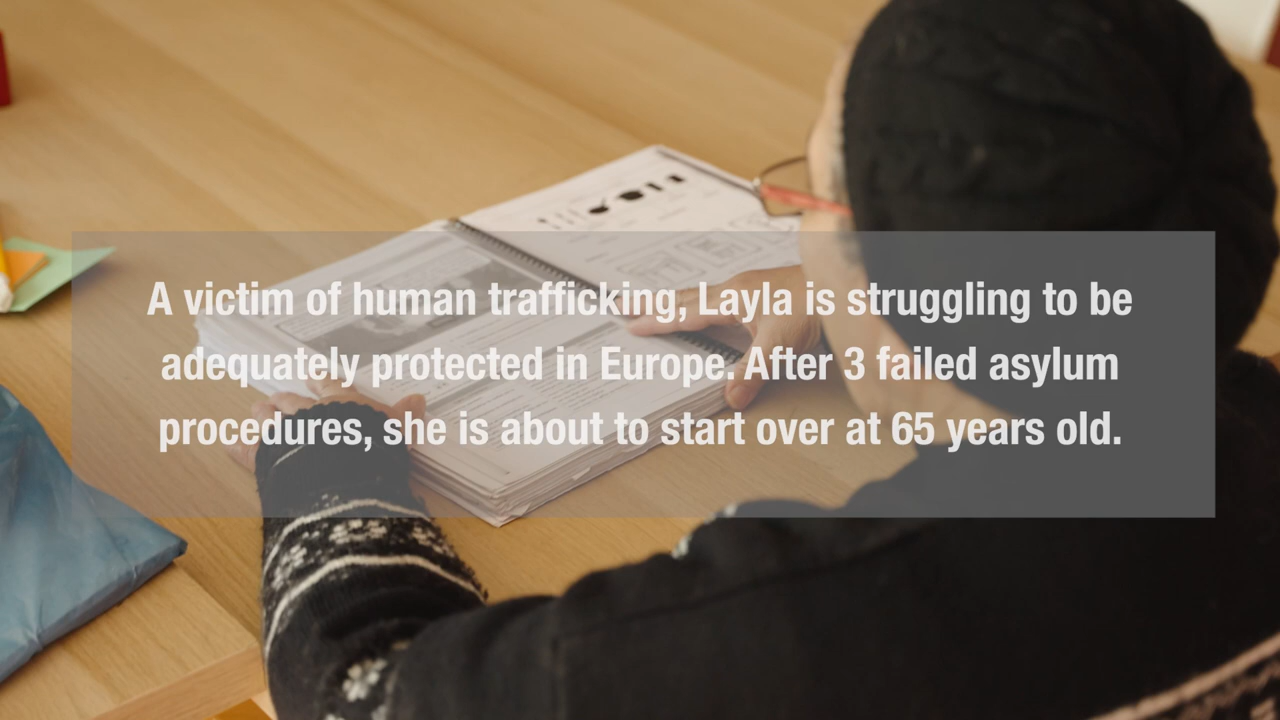 A victim of human trafficking, Layla is struggling to be
adequately protected in Europe. After 3 failed asylum
procedures, she is about to start over at 65 years old.